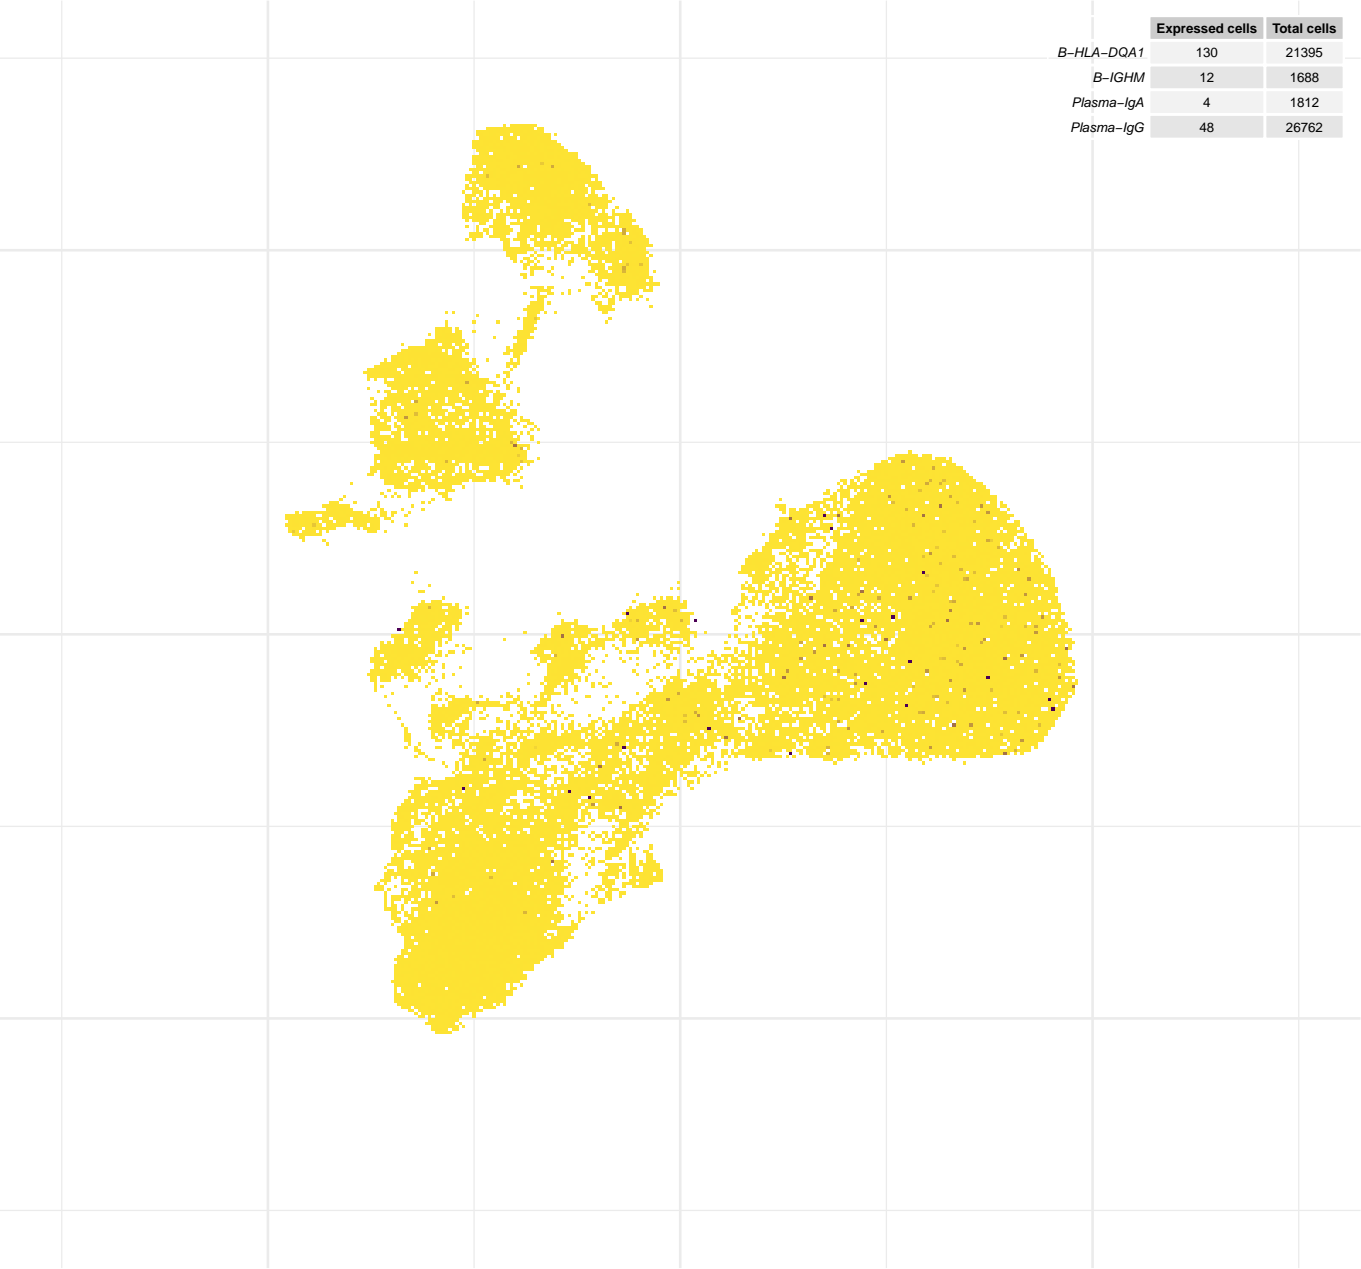 Expressed cells Total cells
B−HLA−DQA1 130 21395
B−IGHM 12 1688
Plasma−IgA 4 1812
Plasma−IgG 48 26762